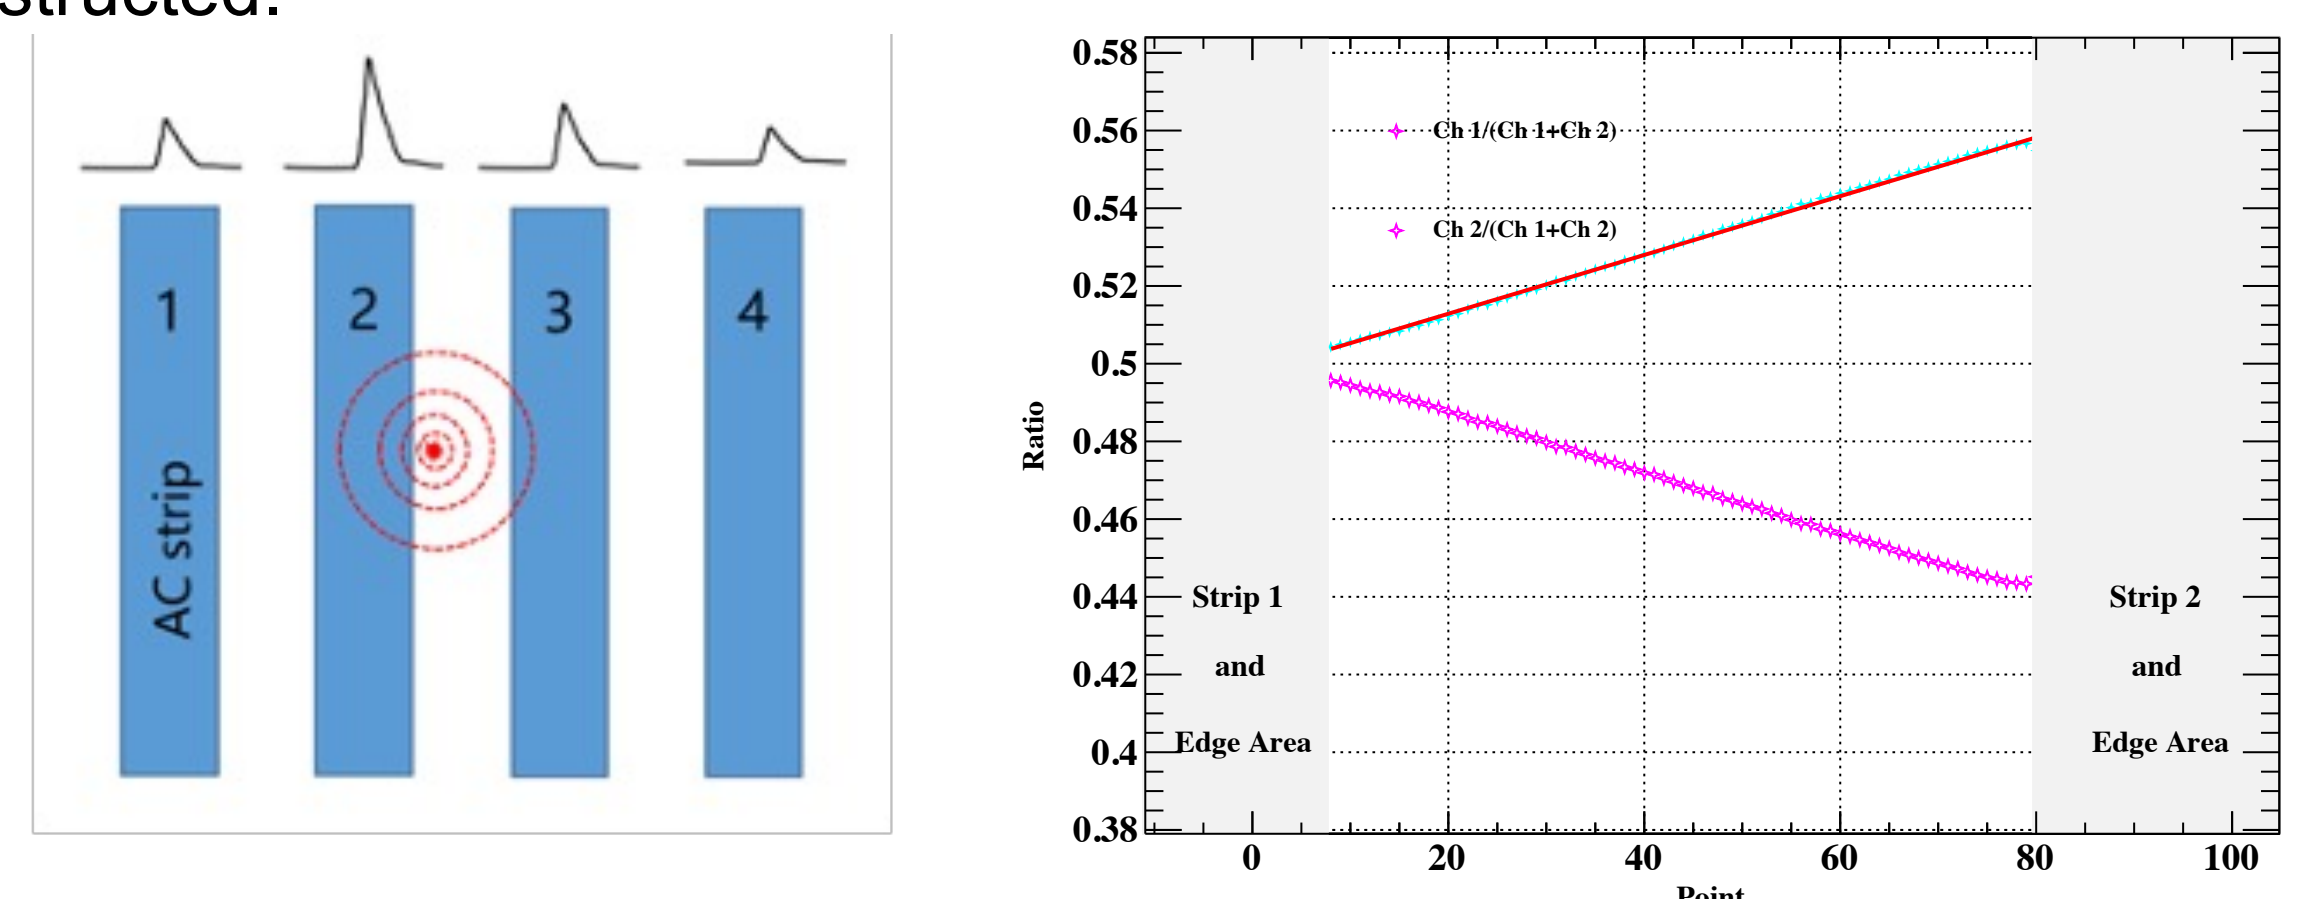 structed.
1
2
3
4
AC strip
0.58
0.56
0.54
0.52
0.5
0.48
0.46
0.44
0.42
0.4
0.38
Ratio
Ch 1/(Ch 1+Ch 2)
Ch 2/(Ch 1+Ch 2)
Strip 1
and
Edge Area
Strip 2
and
Edge Area
0
20
40
60
80
100
Point